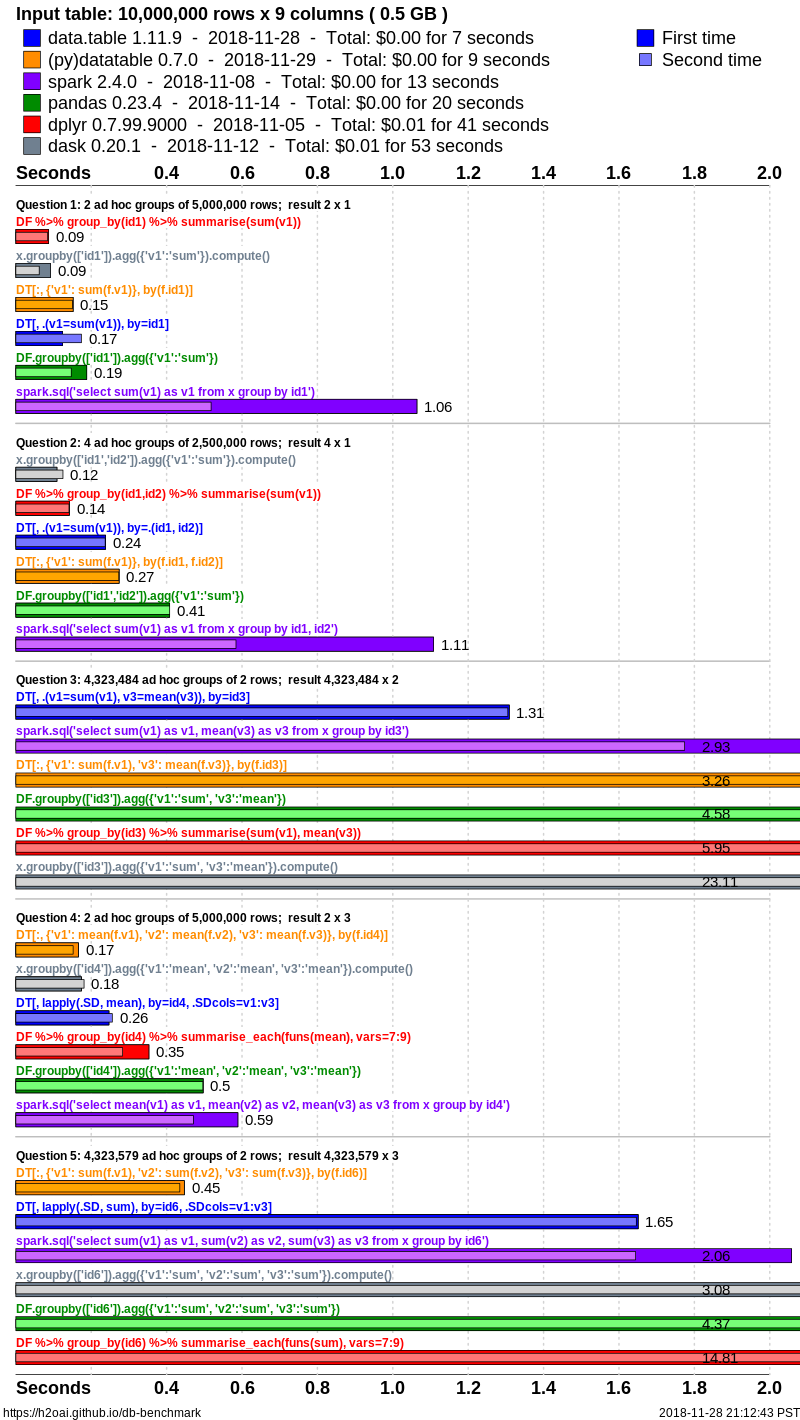 Input table: 10,000,000 rows x 9 columns ( 0.5 GB )
data.table 1.11.9 - 2018-11-28 - Total: $0.00 for 7 seconds
First time
(py)datatable 0.7.0 - 2018-11-29 - Total: $0.00 for 9 seconds
Second time
spark 2.4.0 - 2018-11-08 - Total: $0.00 for 13 seconds
pandas 0.23.4 - 2018-11-14 - Total: $0.00 for 20 seconds
dplyr 0.7.99.9000 - 2018-11-05 - Total: $0.01 for 41 seconds
dask 0.20.1 - 2018-11-12 - Total: $0.01 for 53 seconds
Seconds 0.4 0.6 0.8 1.0 1.2 1.4 1.6 1.8 2.0
Question 1: 2 ad hoc groups of 5,000,000 rows; result 2 x 1
DF %>% group_by(id1) %>% summarise(sum(v1))
0.09
x.groupby(['id1']).agg({'v1':'sum'}).compute()
0.09
DT[:, {'v1': sum(f.v1)}, by(f.id1)]
0.15
DT[, .(v1=sum(v1)), by=id1]
0.17
DF.groupby(['id1']).agg({'v1':'sum'})
0.19
spark.sql('select sum(v1) as v1 from x group by id1')
1.06
Question 2: 4 ad hoc groups of 2,500,000 rows; result 4 x 1
x.groupby(['id1','id2']).agg({'v1':'sum'}).compute()
0.12
DF %>% group_by(id1,id2) %>% summarise(sum(v1))
0.14
DT[, .(v1=sum(v1)), by=.(id1, id2)]
0.24
DT[:, {'v1': sum(f.v1)}, by(f.id1, f.id2)]
0.27
DF.groupby(['id1','id2']).agg({'v1':'sum'})
0.41
spark.sql('select sum(v1) as v1 from x group by id1, id2')
1.11
Question 3: 4,323,484 ad hoc groups of 2 rows; result 4,323,484 x 2
DT[, .(v1=sum(v1), v3=mean(v3)), by=id3]
1.31
spark.sql('select sum(v1) as v1, mean(v3) as v3 from x group by id3')
2.93
DT[:, {'v1': sum(f.v1), 'v3': mean(f.v3)}, by(f.id3)]
3.26
DF.groupby(['id3']).agg({'v1':'sum', 'v3':'mean'})
4.58
DF %>% group_by(id3) %>% summarise(sum(v1), mean(v3))
5.95
x.groupby(['id3']).agg({'v1':'sum', 'v3':'mean'}).compute()
23.11
Question 4: 2 ad hoc groups of 5,000,000 rows; result 2 x 3
DT[:, {'v1': mean(f.v1), 'v2': mean(f.v2), 'v3': mean(f.v3)}, by(f.id4)]
0.17
x.groupby(['id4']).agg({'v1':'mean', 'v2':'mean', 'v3':'mean'}).compute()
0.18
DT[, lapply(.SD, mean), by=id4, .SDcols=v1:v3]
0.26
DF %>% group_by(id4) %>% summarise_each(funs(mean), vars=7:9)
0.35
DF.groupby(['id4']).agg({'v1':'mean', 'v2':'mean', 'v3':'mean'})
0.5
spark.sql('select mean(v1) as v1, mean(v2) as v2, mean(v3) as v3 from x group by id4')
0.59
Question 5: 4,323,579 ad hoc groups of 2 rows; result 4,323,579 x 3
DT[:, {'v1': sum(f.v1), 'v2': sum(f.v2), 'v3': sum(f.v3)}, by(f.id6)]
0.45
DT[, lapply(.SD, sum), by=id6, .SDcols=v1:v3]
1.65
spark.sql('select sum(v1) as v1, sum(v2) as v2, sum(v3) as v3 from x group by id6')
2.06
x.groupby(['id6']).agg({'v1':'sum', 'v2':'sum', 'v3':'sum'}).compute()
3.08
DF.groupby(['id6']).agg({'v1':'sum', 'v2':'sum', 'v3':'sum'})
4.37
DF %>% group_by(id6) %>% summarise_each(funs(sum), vars=7:9)
14.81
Seconds 0.4 0.6 0.8 1.0 1.2 1.4 1.6 1.8 2.0
https://h2oai.github.io/db-benchmark
2018-11-28 21:12:43 PST